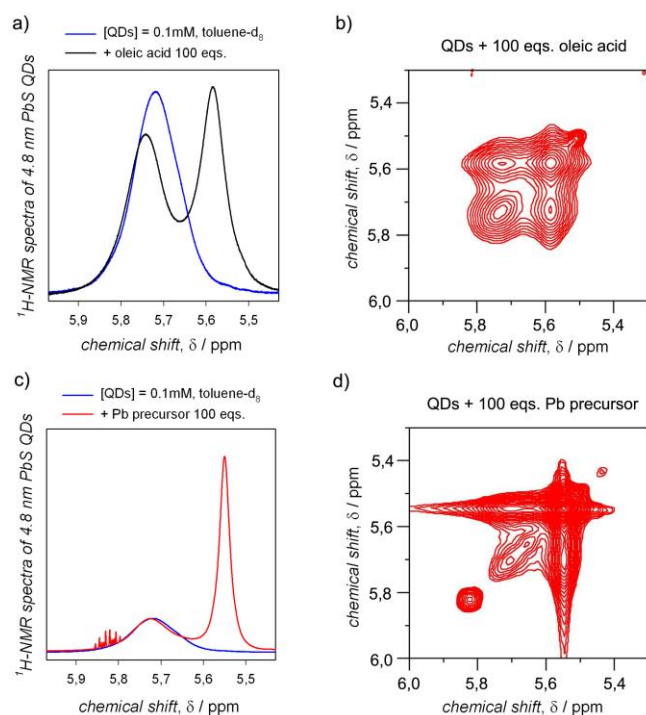 a)
[QDs] = 0.1mM, toluene-d₈
+ oleic acid 100 eqs.
¹H-NMR spectra of 4.8 nm PbS QDs
5,9 5,8 5,7 5,6 5,5
chemical shift, δ / ppm
b)
QDs + 100 eqs. oleic acid
chemical shift, δ / ppm
5,4
5,6
5,8
6,0
6,0 5,8 5,6 5,4
chemical shift, δ / ppm
c)
[QDs] = 0.1mM, toluene-d₈
+ Pb precursor 100 eqs.
¹H-NMR spectra of 4.8 nm PbS QDs
5,9 5,8 5,7 5,6 5,5
chemical shift, δ / ppm
d)
QDs + 100 eqs. Pb precursor
chemical shift, δ / ppm
5,4
5,6
5,8
6,0
6,0 5,8 5,6 5,4
chemical shift, δ / ppm